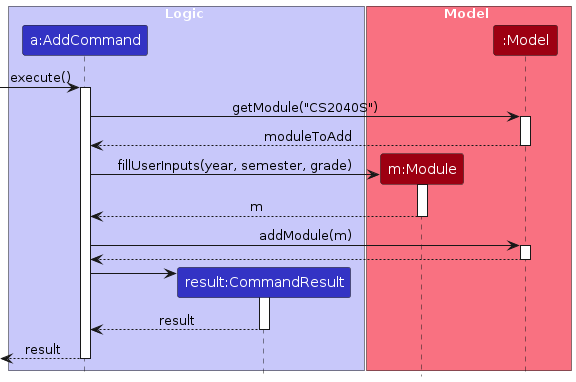 Logic
Model
a:AddCommand
:Model
execute()
getModule("CS2040S")
moduleToAdd
fillUserInputs(year, semester, grade)
m:Module
m
addModule(m)
result:CommandResult
result
result